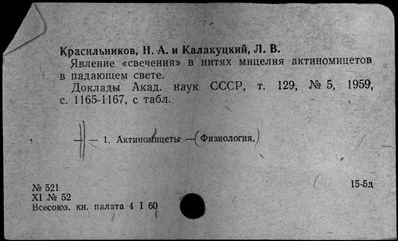 Красильников, Н. А. и Калакуцкий, Л. В.
Явление «свечения» в нитях мицелия актиномицетов
в падающем свете.
Доклады Акад. наук СССР, т. 129, № 5, 1959,
с. 1165-1167, с табл.
— 1. Актиномицеты — (Физиология.)
№ 521
15-5д
XI № 52
Всесоюз. кн. палата 4 I 60